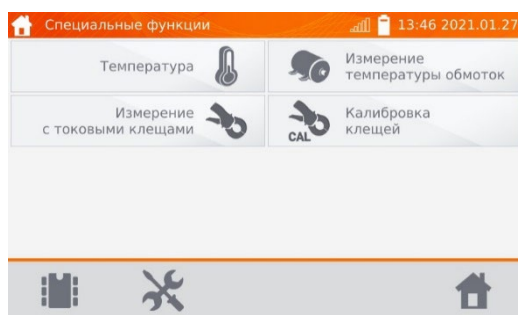 Специальные функции
13:46 2021.01.27
Температура
Измерение
температуры обмоток
Измерение
с токовыми клещами
CAL
Калибровка
клещей